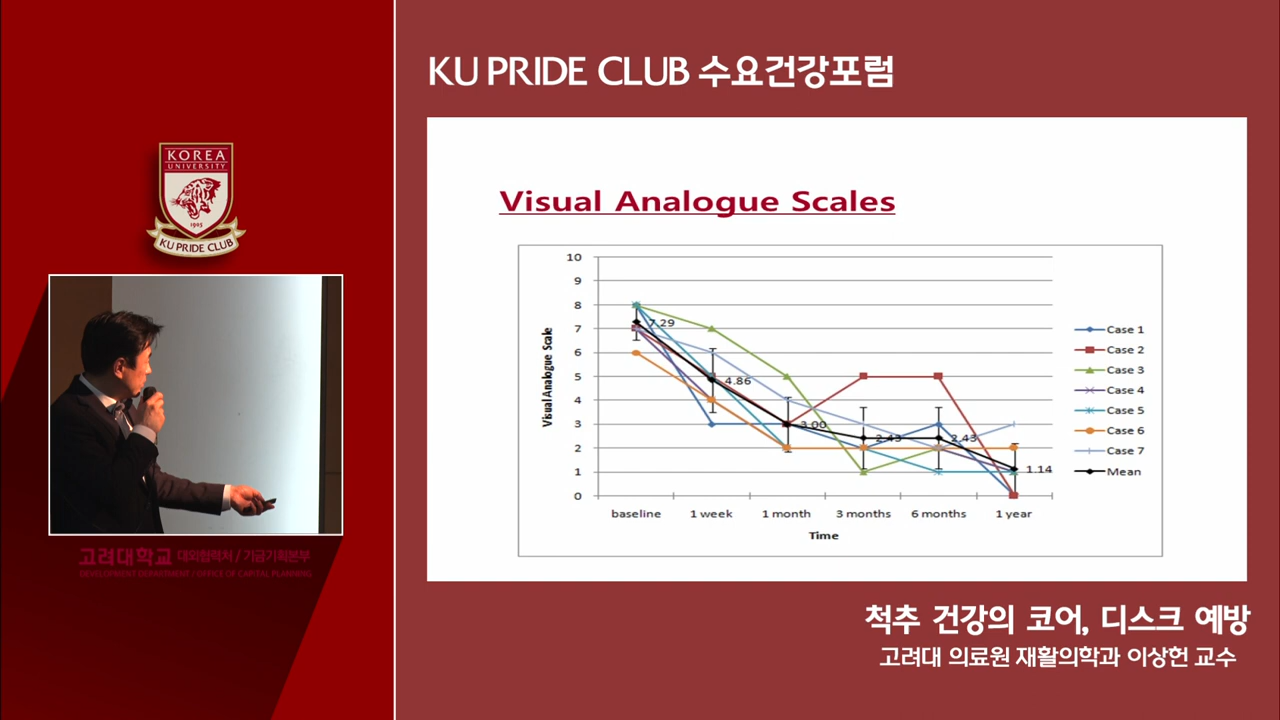 KU PRIDE CLUB 수요건강포럼
KOREA
UNIVERSITY
1905
KU PRIDE CLUB
Visual Analogue Scales
10
9
8
7
6
5
4
3
2
1
0
Visual Analogue Scale
7.29
4.86
3.00
2.43
2.43
1.14
baseline
1 week
1 month
3 months
6 months
1 year
Time
Case 1
Case 2
Case 3
Case 4
Case 5
Case 6
Case 7
Mean
고려대학교 대외협력처 / 기금기획본부
DEVELOPMENT DEPARTMENT / OFFICE OF CAPITAL PLANNING
척추 건강의 코어, 디스크 예방
고려대 의료원 재활의학과 이상헌 교수